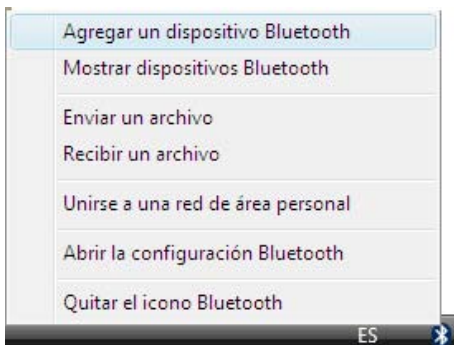 Agregar un dispositivo Bluetooth
Mostrar dispositivos Bluetooth
Enviar un archivo
Recibir un archivo
Unirse a una red de área personal
Abrir la configuración Bluetooth
Quitar el icono Bluetooth
ES